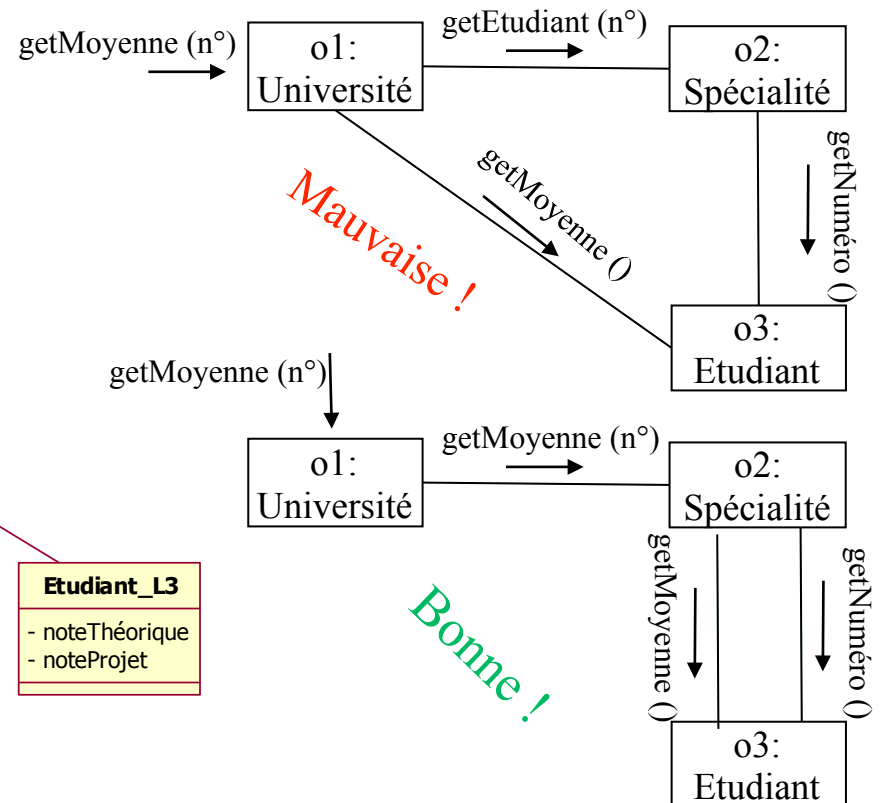 getMoyenne (n°)
o1:
Université
getEtudiant (n°)
o2:
Spécialité
getNuméro ()
getMoyenne ()
Mauvaise !
o3:
Etudiant
getMoyenne (n°)
o1:
Université
getMoyenne (n°)
o2:
Spécialité
getMoyenne ()
getNuméro ()
Etudiant_L3
- noteThéorique
- noteProjet
Bonne !
o3:
Etudiant